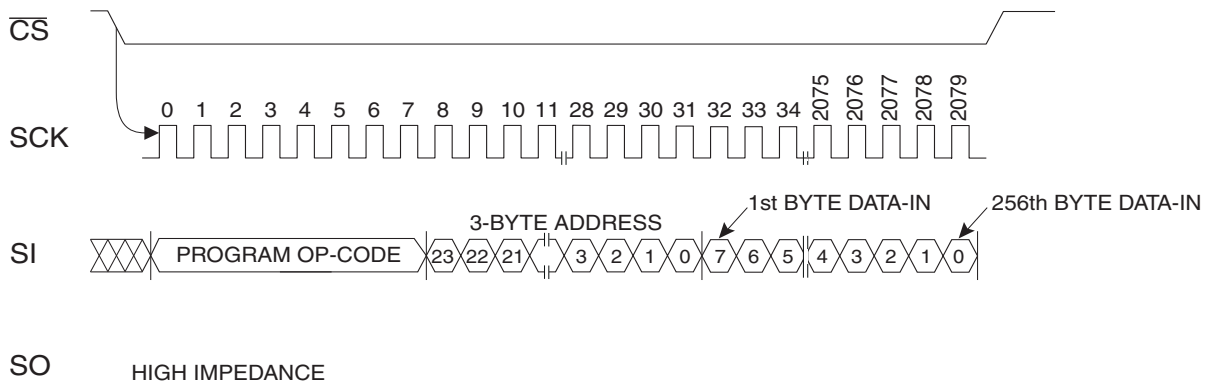 CS
0 1 2 3 4 5 6 7 8 9 10 11 28 29 30 31 32 33 34 2075 2076 2077 2078 2079
SCK
1st BYTE DATA-IN 256th BYTE DATA-IN
3-BYTE ADDRESS
SI PROGRAM OP-CODE 23 22 21 3 2 1 0 7 6 5 4 3 2 1 0
SO HIGH IMPEDANCE